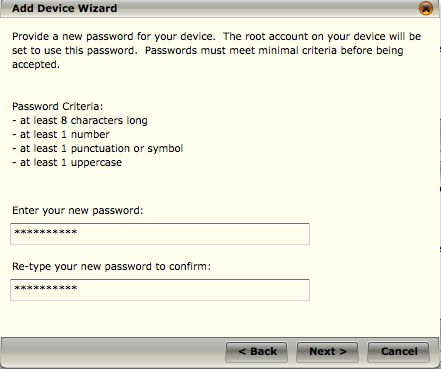 Add Device Wizard
Provide a new password for your device. The root account on your device will be
set to use this password. Passwords must meet minimal criteria before being
accepted.
Password Criteria:
- at least 8 characters long
- at least 1 number
- at least 1 punctuation or symbol
- at least 1 uppercase
Enter your new password:
**********
Re-type your new password to confirm:
**********
< Back Next > Cancel